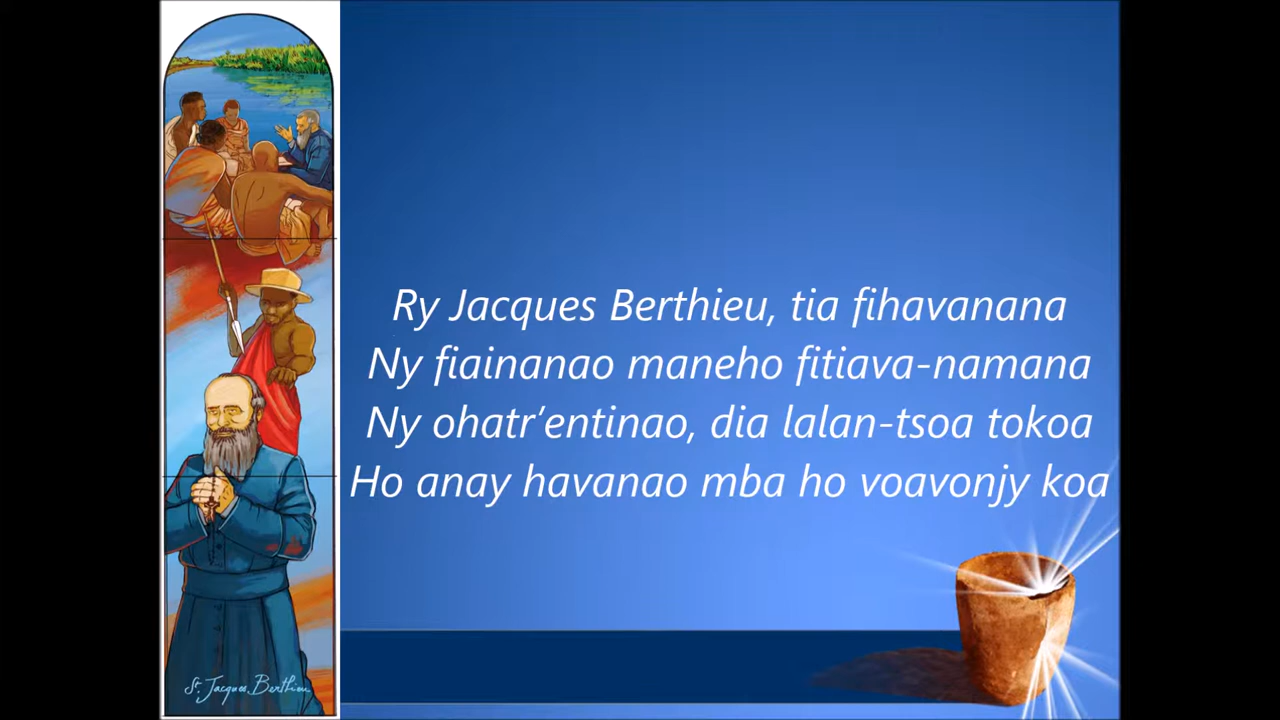 Ry Jacques Berthieu, tia fihavanana
Ny fiainanao maneho fitiava-namana
Ny ohatr’entinao, dia lalan-tsoa tokoa
Ho anay havanao mba ho voavonjy koa
St. Jacques Berthieu